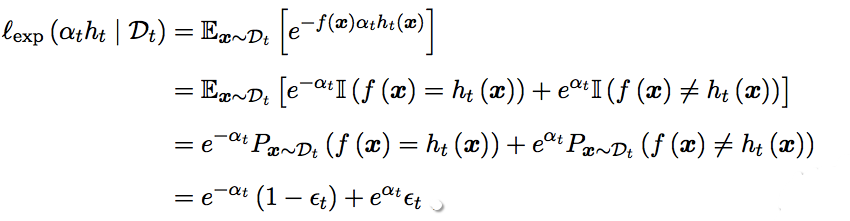 ℓ_exp (α_t h_t | 𝒟_t) = 𝔼_{𝒙∼𝒟_t} [e^{−f(𝒙)α_t h_t(𝒙)}]
= 𝔼_{𝒙∼𝒟_t} [e^{−α_t} 𝕀 (f (𝒙) = h_t (𝒙)) + e^{α_t} 𝕀 (f (𝒙) ≠ h_t (𝒙))]
= e^{−α_t} P_{𝒙∼𝒟_t} (f (𝒙) = h_t (𝒙)) + e^{α_t} P_{𝒙∼𝒟_t} (f (𝒙) ≠ h_t (𝒙))
= e^{−α_t} (1 − ϵ_t) + e^{α_t} ϵ_t